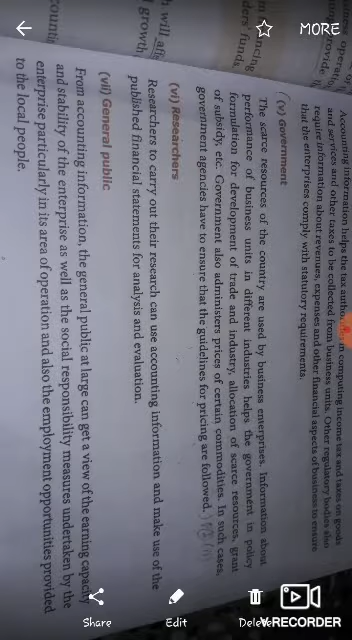 MORE
Accounting information helps the tax in computing income tax and taxes on goods
and services and other taxes to be collected from business units. Other regulatory bodies also
require information about revenues, expenses and other financial aspects of business to ensure
that the enterprises comply with statutory requirements.
(v) Government
The scarce resources of the country are used by business enterprises. Information about
performance of business units in different industries helps the government in policy
formulation for development of trade and industry, allocation of scarce resources, grant
of subsidy, etc. Government also administers prices of certain commodities. In such cases,
government agencies have to ensure that the guidelines for pricing are followed.
(vi) Researchers
Researchers to carry out their research can use accounting information and make use of the
published financial statements for analysis and evaluation.
(vii) General public
From accounting information, the general public at large can get a view of the earning capacity
and stability of the enterprise as well as the social responsibility measures undertaken by the
enterprise particularly in its area of operation and also the employment opportunities provided
to the local people.
h will
growth
funds,
Share
Edit
RECORDER